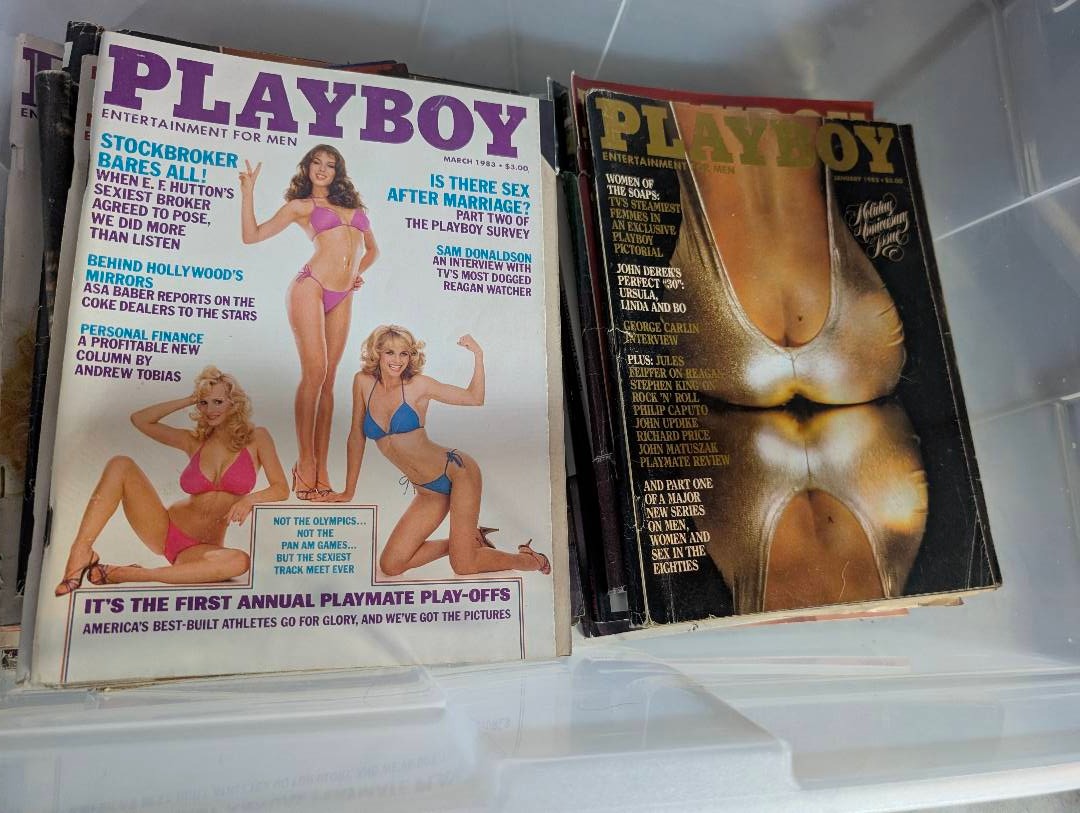 PLAYBOY
ENTERTAINMENT FOR MEN
MARCH 1983 • $3.00
STOCKBROKER
BARES ALL!
WHEN E. F. HUTTON'S
SEXIEST BROKER
AGREED TO POSE,
WE DID MORE
THAN LISTEN
BEHIND HOLLYWOOD'S
MIRRORS
ASA BABER REPORTS ON THE
COKE DEALERS TO THE STARS
PERSONAL FINANCE
A PROFITABLE NEW
COLUMN BY
ANDREW TOBIAS
IS THERE SEX
AFTER MARRIAGE?
PART TWO OF
THE PLAYBOY SURVEY
SAM DONALDSON
AN INTERVIEW WITH
TV'S MOST DOGGED
REAGAN WATCHER
NOT THE OLYMPICS...
NOT THE
PAN AM GAMES...
BUT THE SEXIEST
TRACK MEET EVER
IT'S THE FIRST ANNUAL PLAYMATE PLAY-OFFS
AMERICA'S BEST-BUILT ATHLETES GO FOR GLORY, AND WE'VE GOT THE PICTURES
PLAYBOY
ENTERTAINMENT FOR MEN
JANUARY
Holiday
Anniversary
Issue
WOMEN OF
THE SOAPS:
TV'S STEAMIEST
FEMMES IN
AN EXCLUSIVE
PLAYBOY
PICTORIAL
JOHN DEREK'S
PERFECT "30":
URSULA,
LINDA AND BO
GEORGE CARLIN
INTERVIEW
PLUS: JULES
FEIFFER ON REAGAN
STEPHEN KING ON
ROCK 'N' ROLL
PHILIP CAPUTO
JOHN UPDIKE
RICHARD PRICE
JOHN MATUSZAK
PLAYMATE REVIEW
AND PART ONE
OF A MAJOR
NEW SERIES
ON MEN,
WOMEN AND
SEX IN THE
EIGHTIES